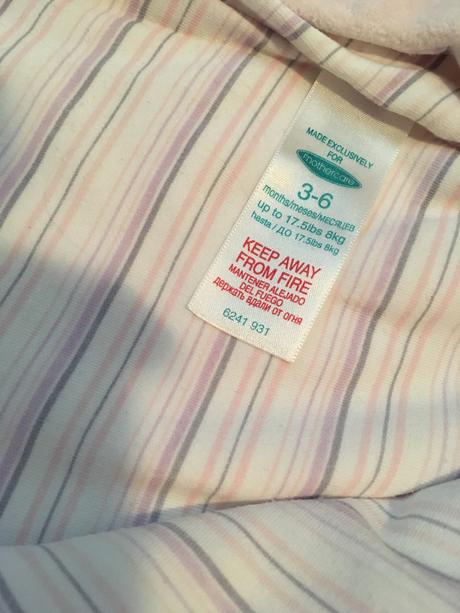 MADE EXCLUSIVELY
FOR
mothercare
3-6
months/meses/МЕСЯЦЕВ
up to 17.5lbs 8kg
hasta/ДО 17.5lbs 8kg
KEEP AWAY
FROM FIRE
MANTENER ALEJADO
DEL FUEGO
держать вдали от огня
6241 931